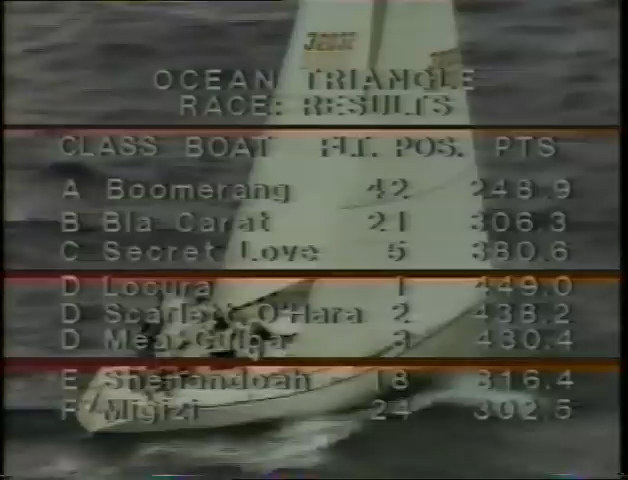 OCEAN TRIANGLE
RACE: RESULTS
CLASS BOAT FLT. POS. PTS
A Boomerang 42 248.9
B Bla Carat 21 306.3
C Secret Love 5 380.6
D Locura 1 449.0
D Scarlett O'Hara 2 438.2
D Mea Culpa 3 430.4
E Shenandoah 18 316.4
F Migizi 24 302.5